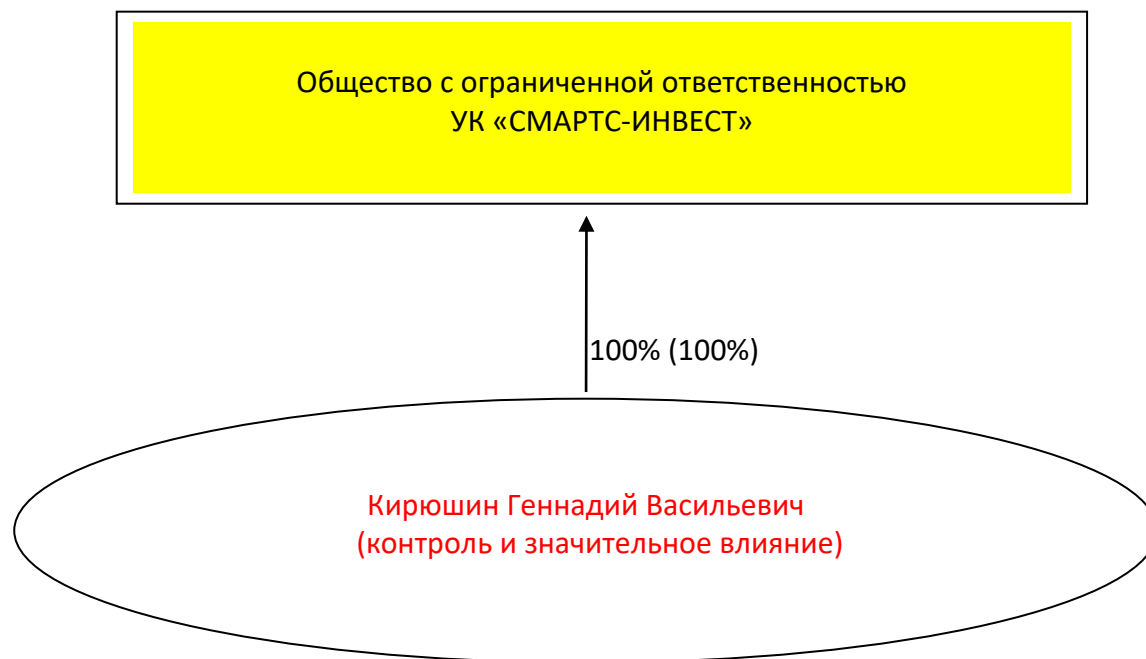 Общество с ограниченной ответственностью
УК «СМАРТС-ИНВЕСТ»
100% (100%)
Кирюшин Геннадий Васильевич
(контроль и значительное влияние)